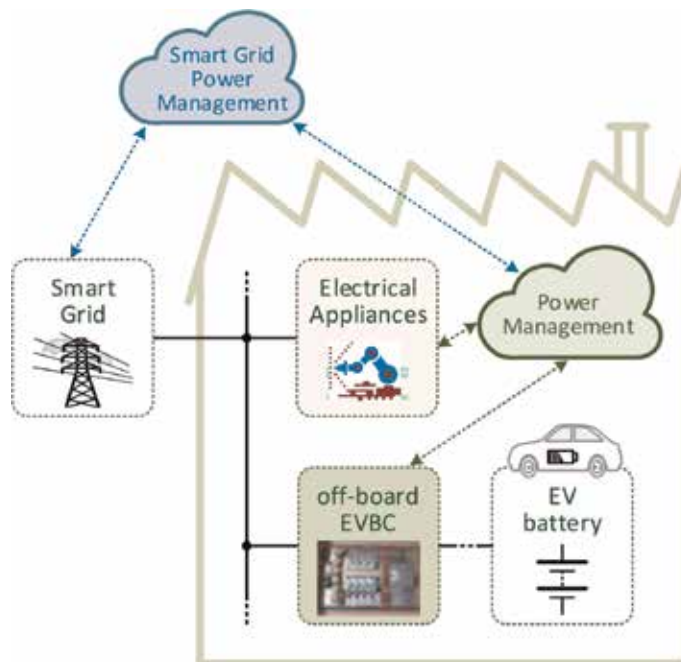 Smart Grid
Power
Management
Smart
Grid
Electrical
Appliances
Power
Management
off-board
EVBC
EV
battery